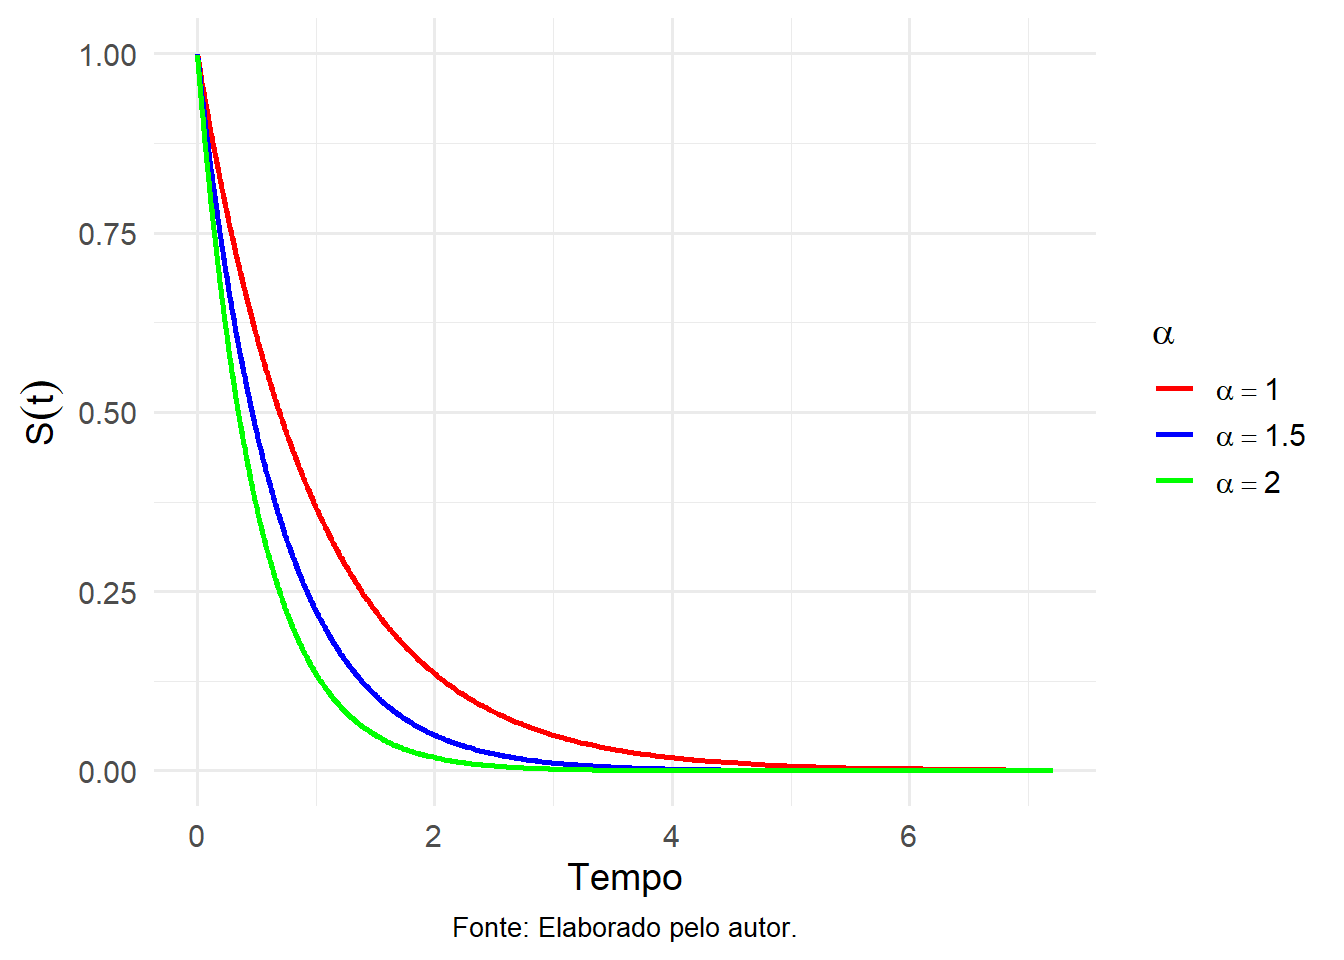 1.00
0.75
0.50
0.25
0.00
S(t)
0 2 4 6
Tempo
Fonte: Elaborado pelo autor.
α
α = 1
α = 1.5
α = 2